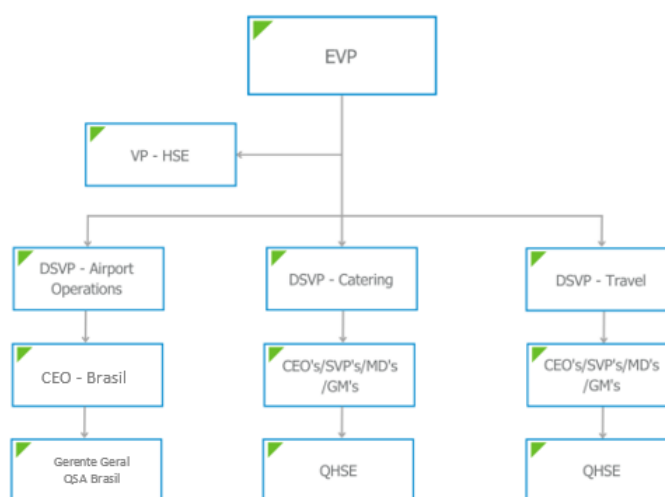 EVP
VP - HSE
DSVP - Airport
Operations
DSVP - Catering
DSVP - Travel
CEO - Brasil
CEO's/SVP's/MD's
/GM's
CEO's/SVP's/MD's
/GM's
Gerente Geral
QSA Brasil
QHSE
QHSE